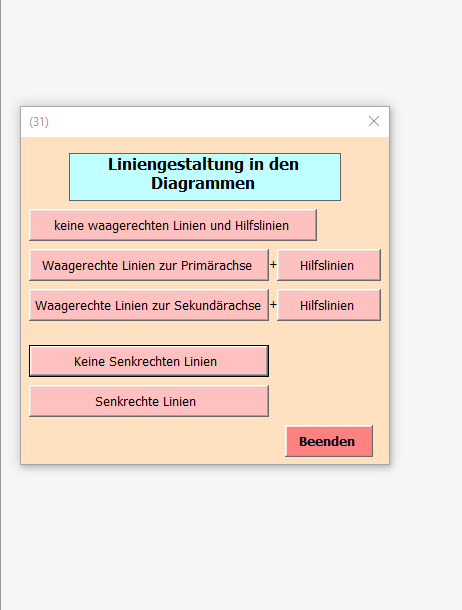 (31)
Liniengestaltung in den
Diagrammen
keine waagerechten Linien und Hilfslinien
Waagerechte Linien zur Primärachse + Hilfslinien
Waagerechte Linien zur Sekundärachse + Hilfslinien
Keine Senkrechten Linien
Senkrechte Linien
Beenden